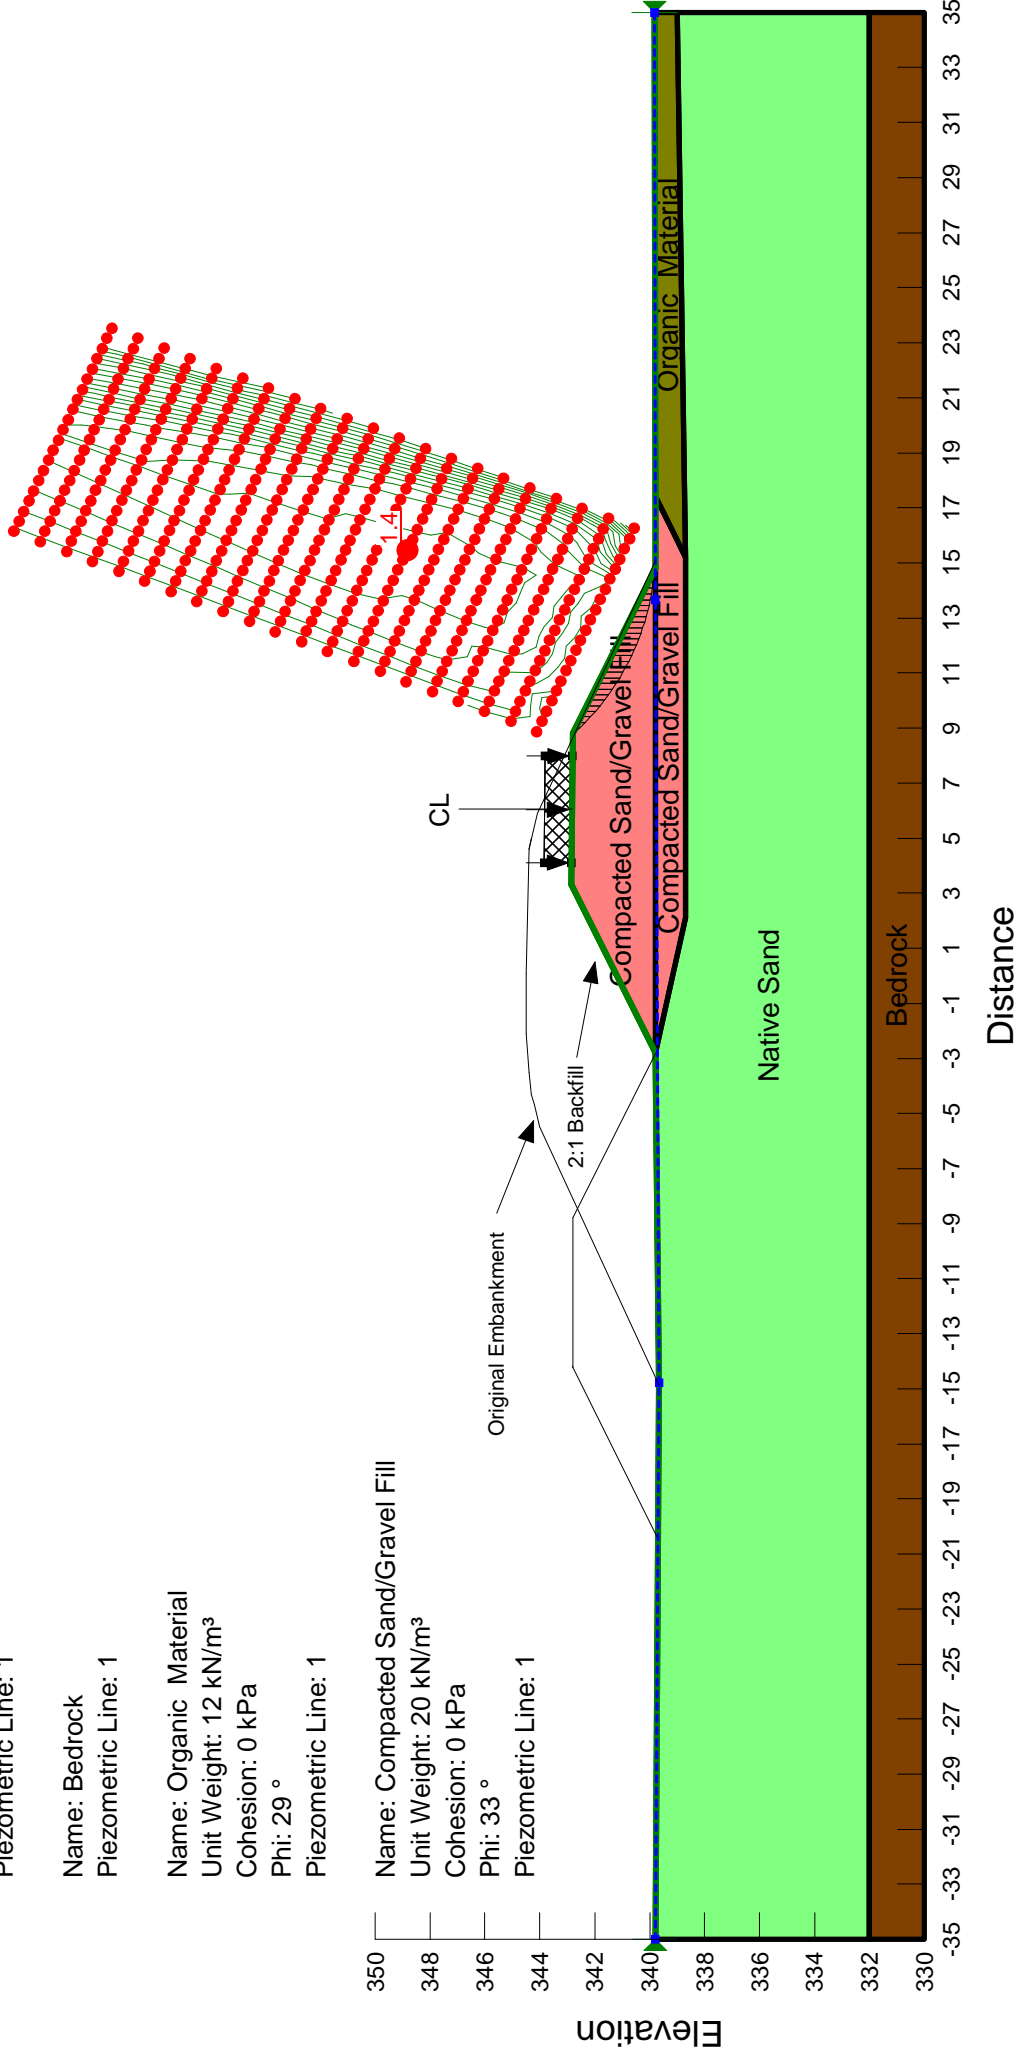 Piezometric Line: 1
Name: Bedrock
Piezometric Line: 1
Name: Organic Material
Unit Weight: 12 kN/m³
Cohesion: 0 kPa
Phi: 29 °
Piezometric Line: 1
Name: Compacted Sand/Gravel Fill
Unit Weight: 20 kN/m³
Cohesion: 0 kPa
Phi: 33 °
Piezometric Line: 1
1.4
CL
Original Embankment
2:1 Backfill
Compacted Sand/Gravel Fill
Compacted Sand/Gravel Fill
Organic Material
Native Sand
Bedrock
Elevation
350
348
346
344
342
340
338
336
334
332
330
-35
-33
-31
-29
-27
-25
-23
-21
-19
-17
-15
-13
-11
-9
-7
-5
-3
-1
1
3
5
7
9
11
13
15
17
19
21
23
25
27
29
31
33
35
Distance